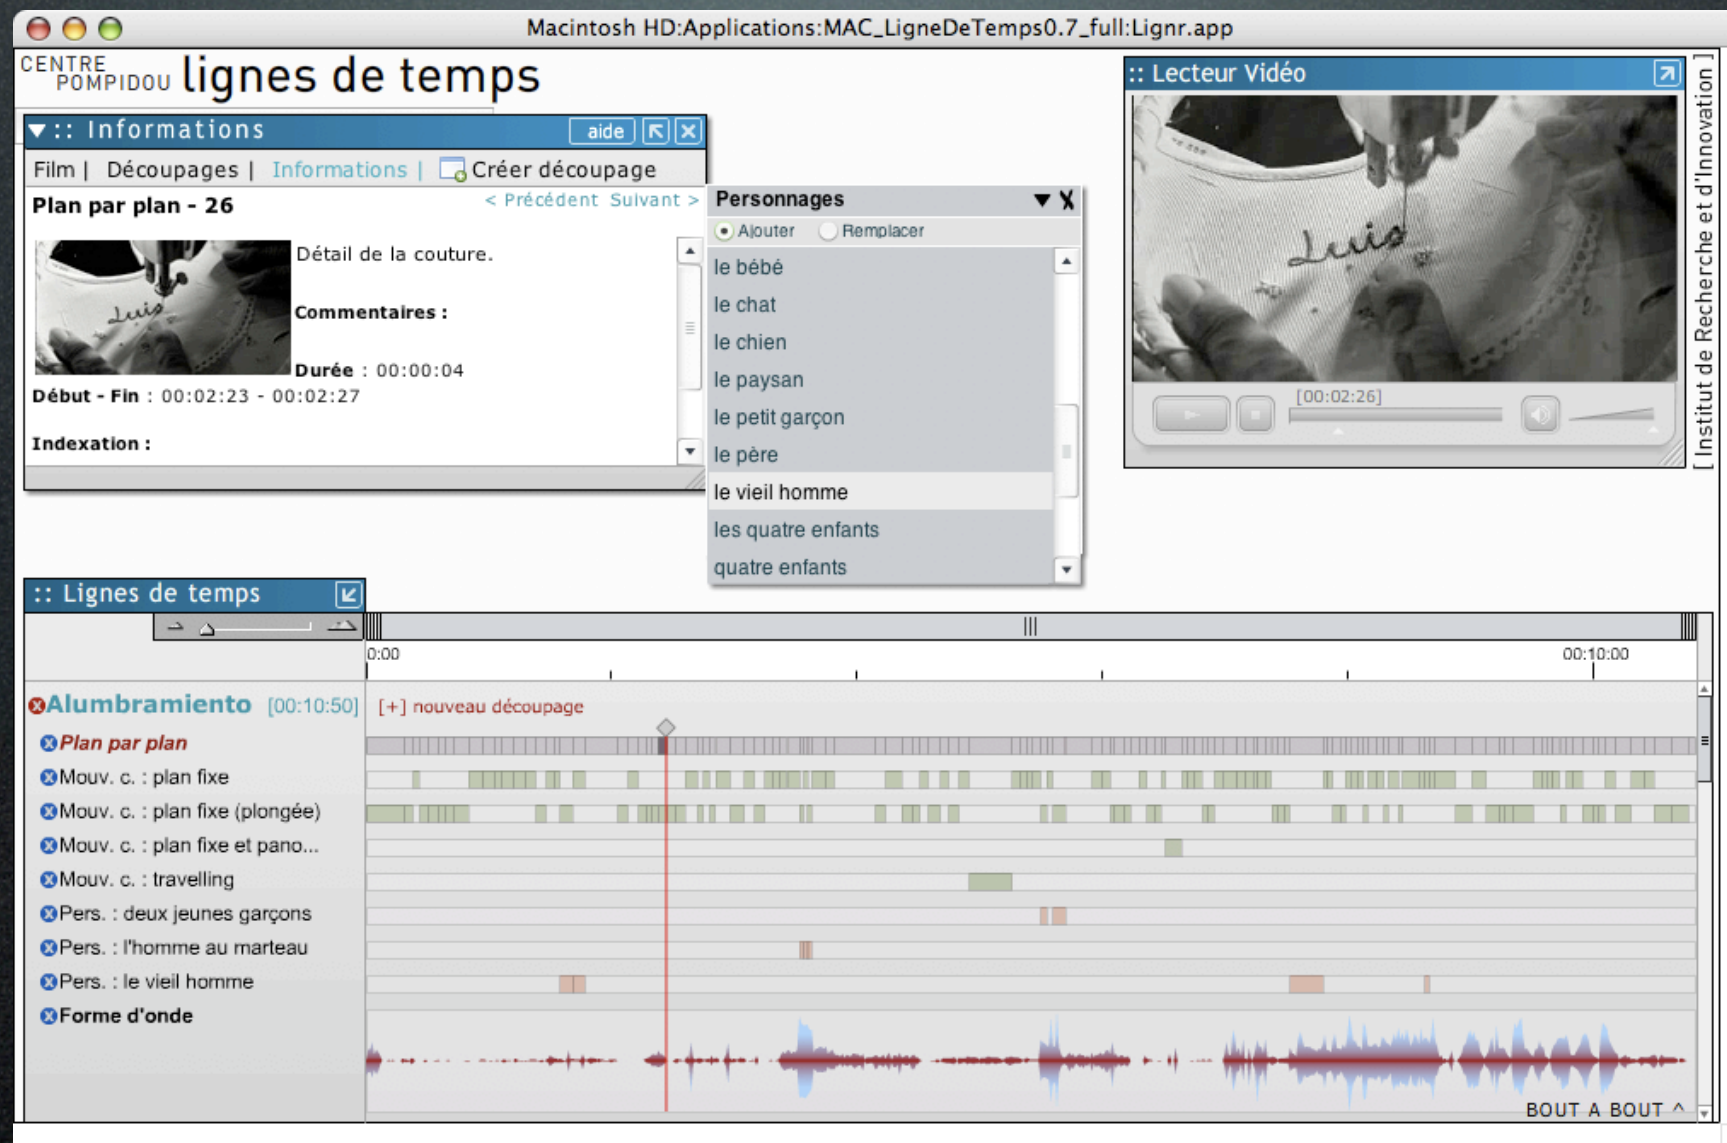 Macintosh HD:Applications:MAC_LigneDeTemps0.7_full:Lignr.app
CENTRE
POMPIDOU
lignes de temps
:: Informations
aide
Film | Découpages | Informations | Créer découpage
Plan par plan - 26
< Précédent Suivant >
Luis
Détail de la couture.
Commentaires :
Durée : 00:00:04
Début - Fin : 00:02:23 - 00:02:27
Indexation :
Personnages
Ajouter Remplacer
le bébé
le chat
le chien
le paysan
le petit garçon
le père
le vieil homme
les quatre enfants
quatre enfants
:: Lecteur Vidéo
Luis
[00:02:26]
[ Institut de Recherche et d'Innovation ]
:: Lignes de temps
0:00
00:10:00
Alumbramiento [00:10:50]
[+] nouveau découpage
Plan par plan
Mouv. c. : plan fixe
Mouv. c. : plan fixe (plongée)
Mouv. c. : plan fixe et pano...
Mouv. c. : travelling
Pers. : deux jeunes garçons
Pers. : l'homme au marteau
Pers. : le vieil homme
Forme d'onde
BOUT A BOUT ^